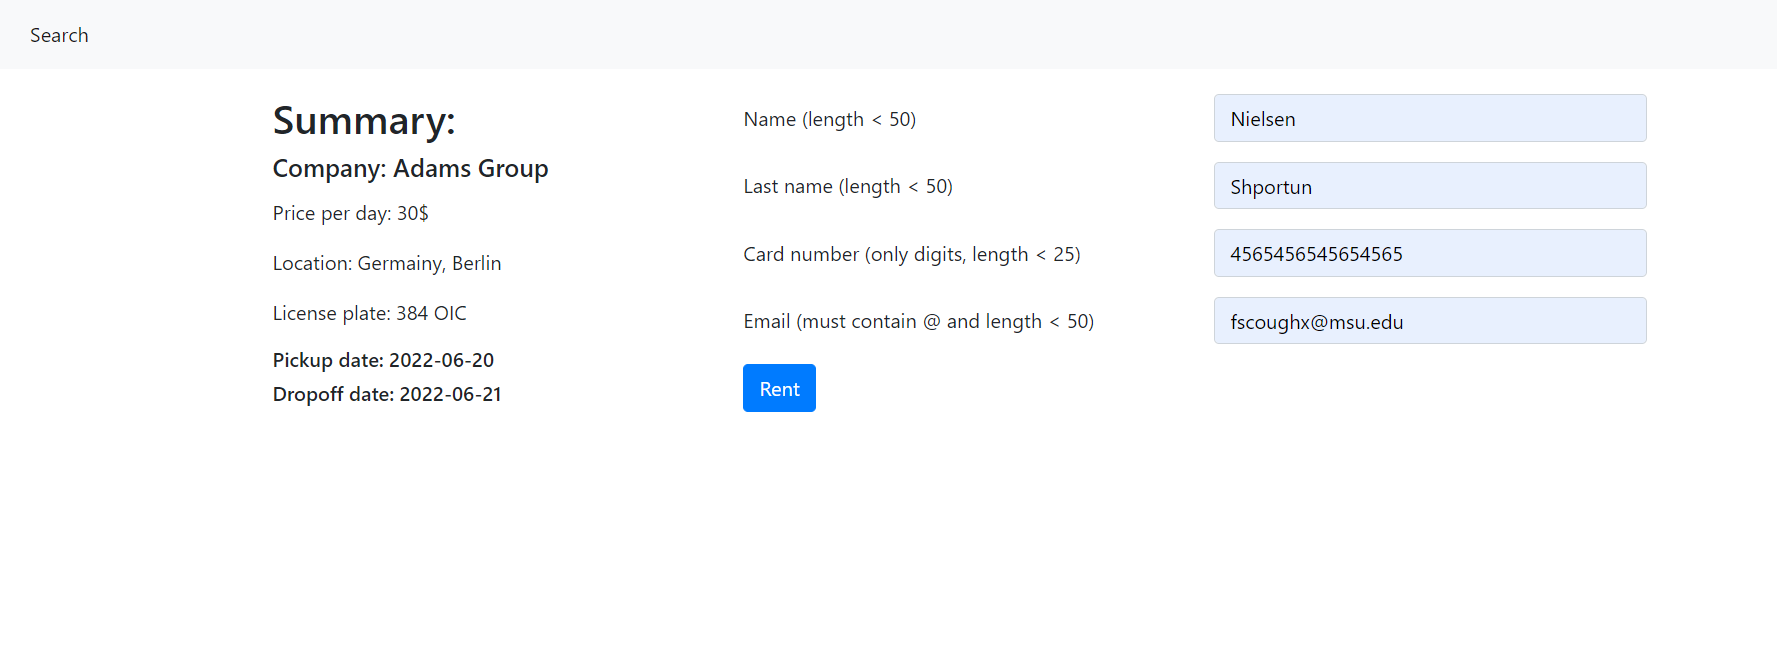 Search
Summary:
Company: Adams Group
Price per day: 30$
Location: Germainy, Berlin
License plate: 384 OIC
Pickup date: 2022-06-20
Dropoff date: 2022-06-21
Name (length < 50)
Nielsen
Last name (length < 50)
Shportun
Card number (only digits, length < 25)
4565456545654565
Email (must contain @ and length < 50)
fscoughx@msu.edu
Rent